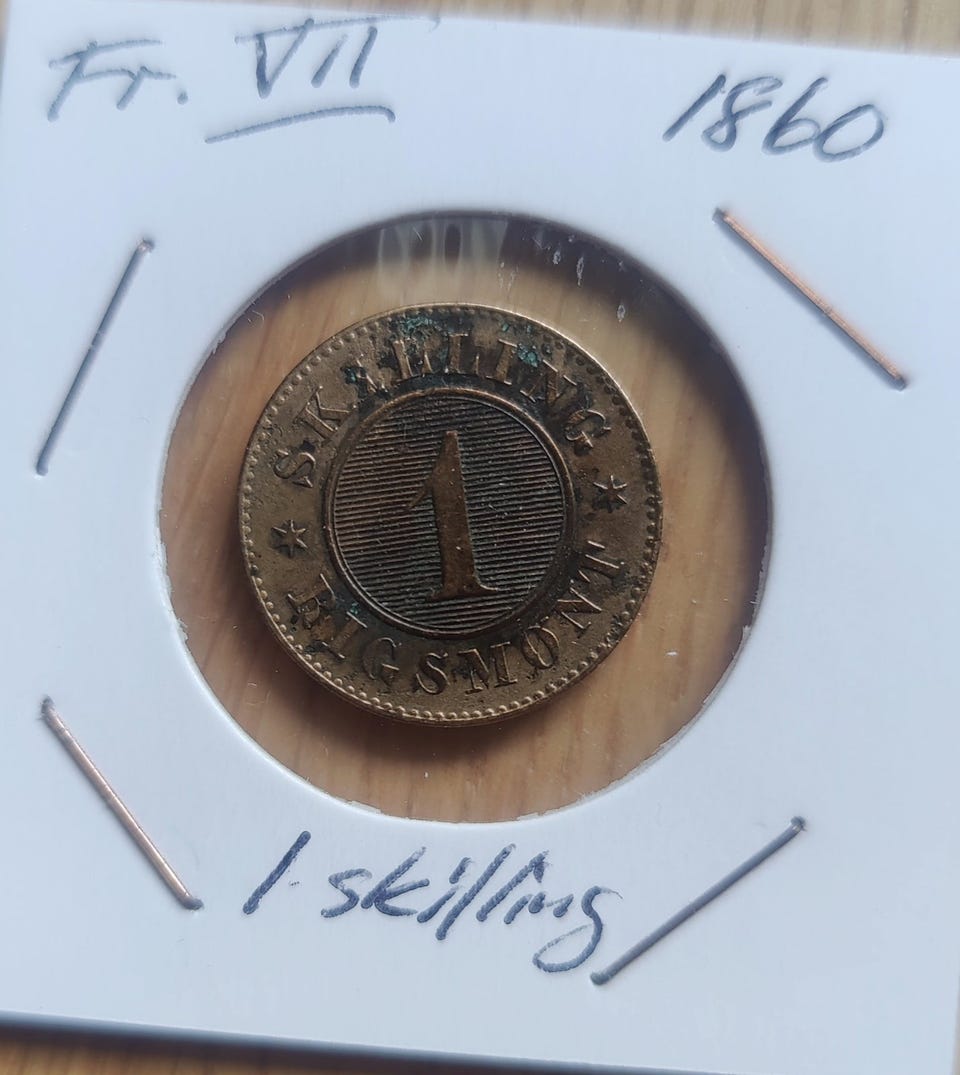 Fr. VII
1860
SKILLING
1
RIGSMØNT
1 skilling